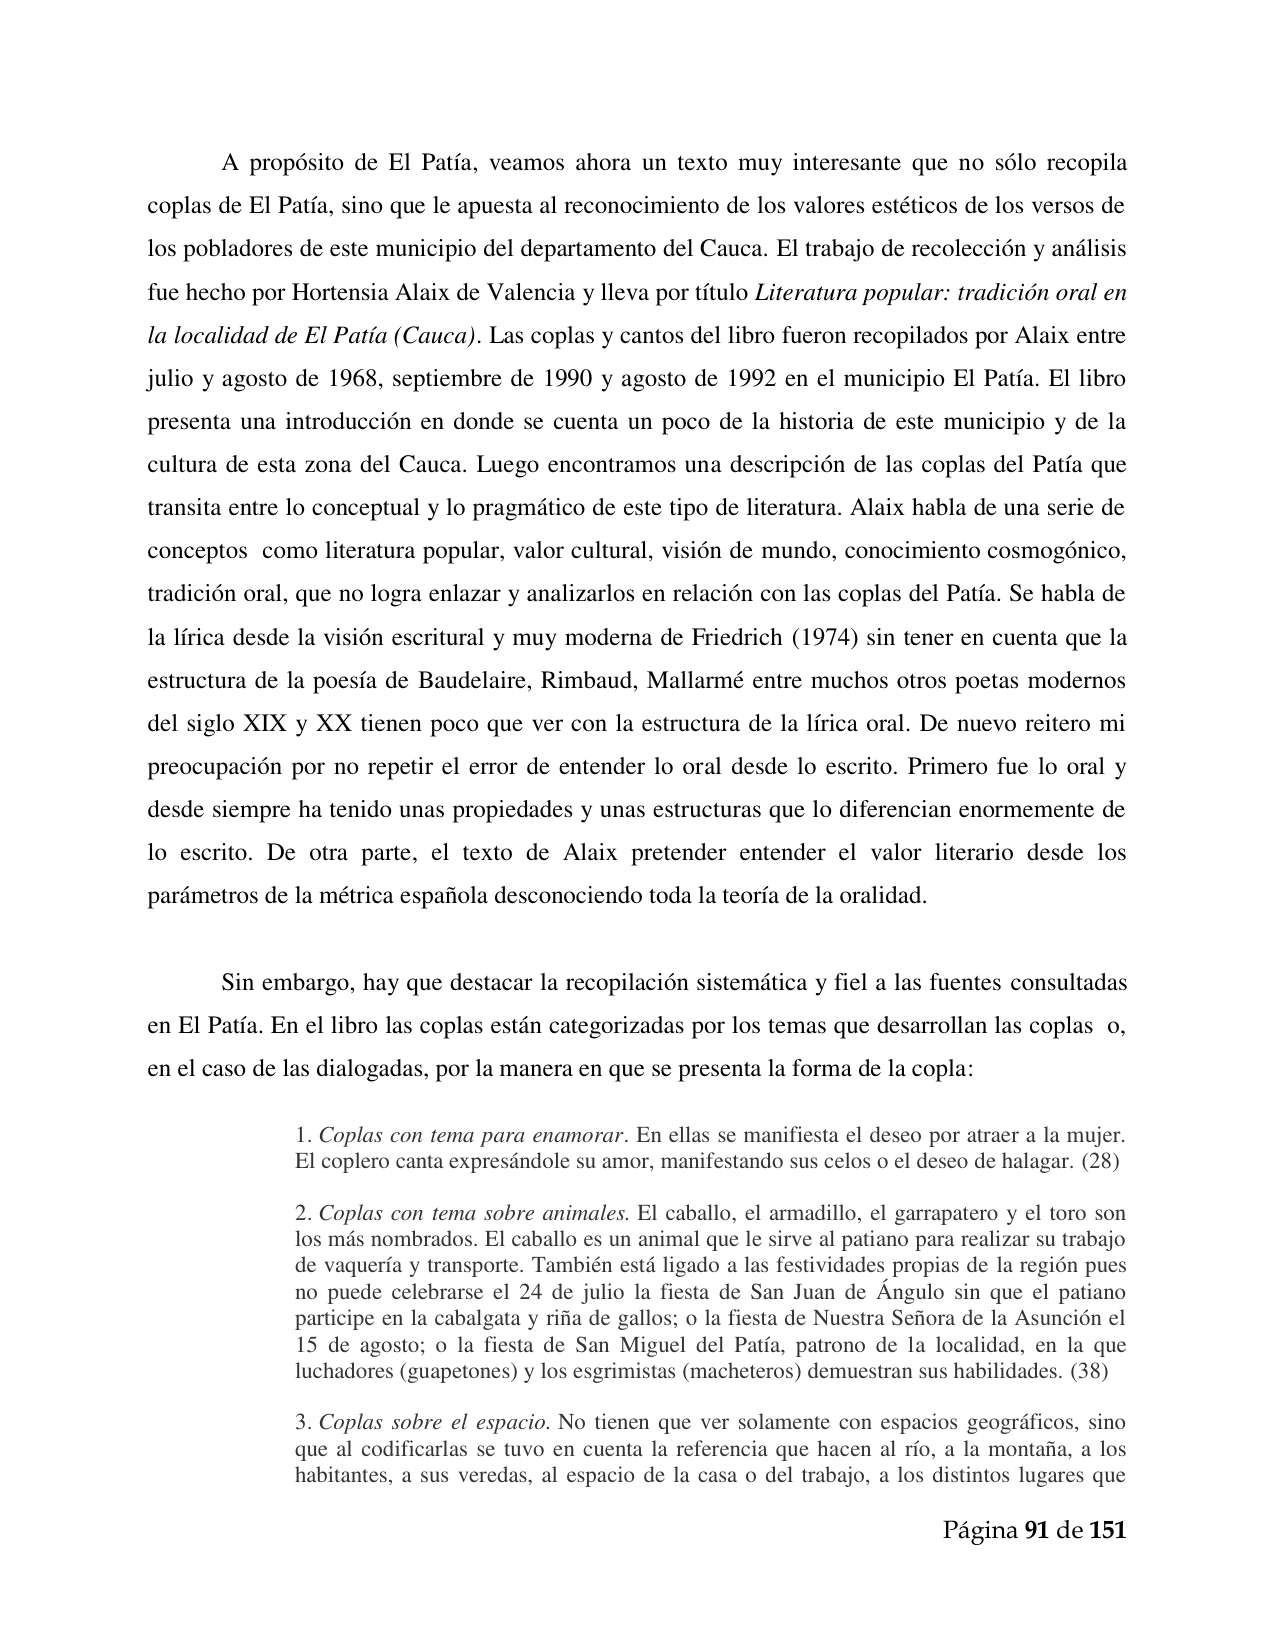 A propósito de El Patía, veamos ahora un texto muy interesante que no sólo recopila
coplas de El Patía, sino que le apuesta al reconocimiento de los valores estéticos de los versos de
los pobladores de este municipio del departamento del Cauca. El trabajo de recolección y análisis
fue hecho por Hortensia Alaix de Valencia y lleva por título Literatura popular: tradición oral en
la localidad de El Patía (Cauca). Las coplas y cantos del libro fueron recopilados por Alaix entre
julio y agosto de 1968, septiembre de 1990 y agosto de 1992 en el municipio El Patía. El libro
presenta una introducción en donde se cuenta un poco de la historia de este municipio y de la
cultura de esta zona del Cauca. Luego encontramos una descripción de las coplas del Patía que
transita entre lo conceptual y lo pragmático de este tipo de literatura. Alaix habla de una serie de
conceptos  como literatura popular, valor cultural, visión de mundo, conocimiento cosmogónico,
tradición oral, que no logra enlazar y analizarlos en relación con las coplas del Patía. Se habla de
la lírica desde la visión escritural y muy moderna de Friedrich (1974) sin tener en cuenta que la
estructura de la poesía de Baudelaire, Rimbaud, Mallarmé entre muchos otros poetas modernos
del siglo XIX y XX tienen poco que ver con la estructura de la lírica oral. De nuevo reitero mi
preocupación por no repetir el error de entender lo oral desde lo escrito. Primero fue lo oral y
desde siempre ha tenido unas propiedades y unas estructuras que lo diferencian enormemente de
lo escrito. De otra parte, el texto de Alaix pretender entender el valor literario desde los
parámetros de la métrica española desconociendo toda la teoría de la oralidad.
Sin embargo, hay que destacar la recopilación sistemática y fiel a las fuentes consultadas
en El Patía. En el libro las coplas están categorizadas por los temas que desarrollan las coplas  o,
en el caso de las dialogadas, por la manera en que se presenta la forma de la copla:
1. Coplas con tema para enamorar. En ellas se manifiesta el deseo por atraer a la mujer.
El coplero canta expresándole su amor, manifestando sus celos o el deseo de halagar. (28)
2. Coplas con tema sobre animales. El caballo, el armadillo, el garrapatero y el toro son
los más nombrados. El caballo es un animal que le sirve al patiano para realizar su trabajo
de vaquería y transporte. También está ligado a las festividades propias de la región pues
no puede celebrarse el 24 de julio la fiesta de San Juan de Ángulo sin que el patiano
participe en la cabalgata y riña de gallos; o la fiesta de Nuestra Señora de la Asunción el
15 de agosto; o la fiesta de San Miguel del Patía, patrono de la localidad, en la que
luchadores (guapetones) y los esgrimistas (macheteros) demuestran sus habilidades. (38)
3. Coplas sobre el espacio. No tienen que ver solamente con espacios geográficos, sino
que al codificarlas se tuvo en cuenta la referencia que hacen al río, a la montaña, a los
habitantes, a sus veredas, al espacio de la casa o del trabajo, a los distintos lugares que
Página 91 de 151